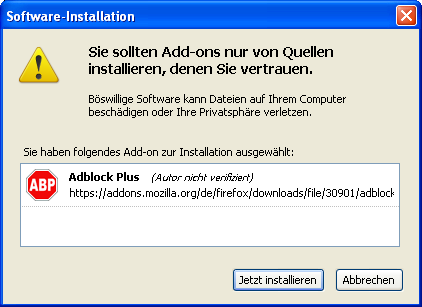 Software-Installation
Sie sollten Add-ons nur von Quellen
installieren, denen Sie vertrauen.
Böswillige Software kann Dateien auf Ihrem Computer
beschädigen oder Ihre Privatsphäre verletzen.
Sie haben folgendes Add-on zur Installation ausgewählt:
ABP
Adblock Plus (Autor nicht verifiziert)
https://addons.mozilla.org/de/firefox/downloads/file/30901/adblock
Jetzt installieren
Abbrechen